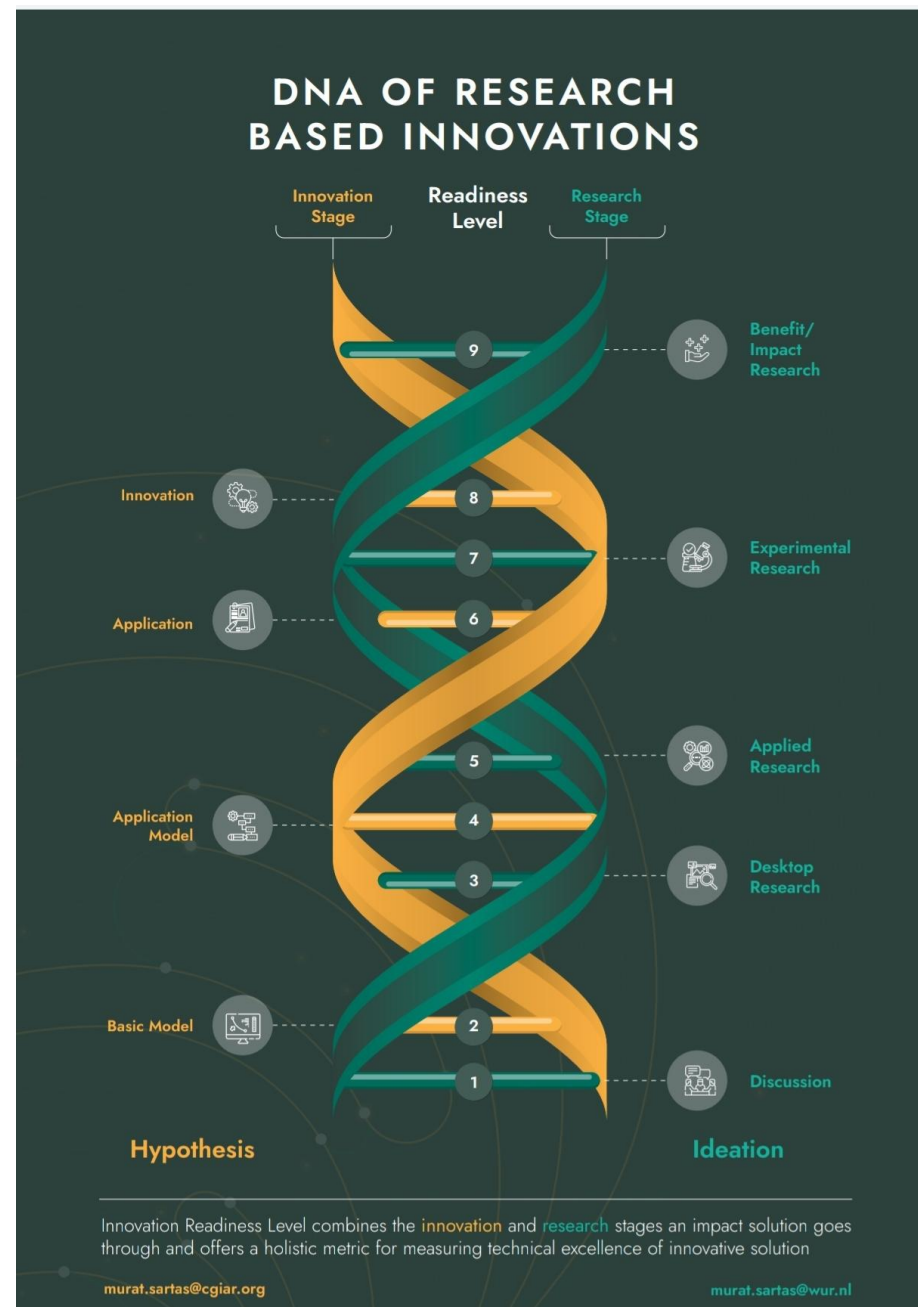 DNA OF RESEARCH
BASED INNOVATIONS
Innovation
Stage
Readiness
Level
Research
Stage
9
Benefit/
Impact
Research
Innovation
8
7
Experimental
Research
Application
6
5
Applied
Research
Application
Model
4
3
Desktop
Research
Basic Model
2
1
Discussion
Hypothesis
Ideation
Innovation Readiness Level combines the innovation and research stages an impact solution goes
through and offers a holistic metric for measuring technical excellence of innovative solution
murat.sartas@cgiar.org
murat.sartas@wur.nl